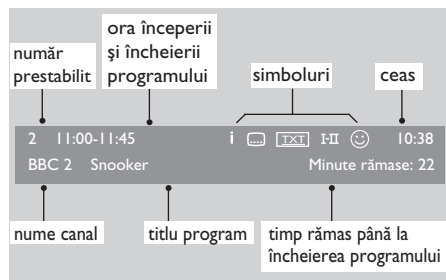 număr
prestabilit
ora începerii
şi încheierii
programului
simboluri
ceas
2 11:00-11:45 i .... TXT I-II 10:38
BBC 2 Snooker Minute rămase: 22
nume canal
titlu program
timp rămas până la
încheierea programului